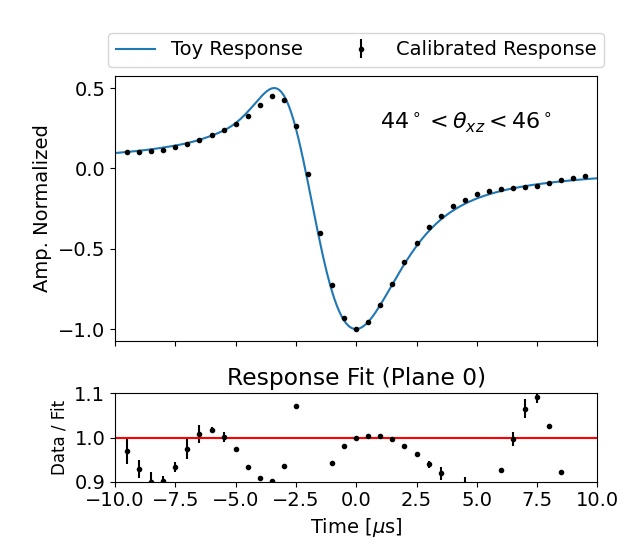 Toy Response Calibrated Response
0.5
0.0
−0.5
−1.0
Amp. Normalized
44° < θxz < 46°
Response Fit (Plane 0)
1.1
1.0
0.9
Data / Fit
−10.0 −7.5 −5.0 −2.5 0.0 2.5 5.0 7.5 10.0
Time [μs]